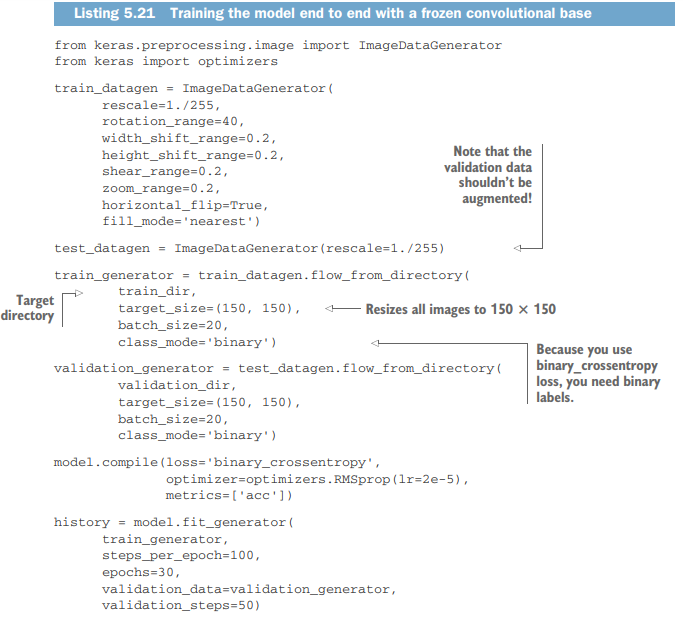 Listing 5.21 Training the model end to end with a frozen convolutional base
from keras.preprocessing.image import ImageDataGenerator
from keras import optimizers
train_datagen = ImageDataGenerator(
rescale=1./255,
rotation_range=40,
width_shift_range=0.2,
height_shift_range=0.2,
shear_range=0.2,
zoom_range=0.2,
horizontal_flip=True,
fill_mode='nearest')
Note that the
validation data
shouldn't be
augmented!
test_datagen = ImageDataGenerator(rescale=1./255)
train_generator = train_datagen.flow_from_directory(
Target
directory
train_dir,
target_size=(150, 150),
Resizes all images to 150 × 150
batch_size=20,
class_mode='binary')
Because you use
binary_crossentropy
loss, you need binary
labels.
validation_generator = test_datagen.flow_from_directory(
validation_dir,
target_size=(150, 150),
batch_size=20,
class_mode='binary')
model.compile(loss='binary_crossentropy',
optimizer=optimizers.RMSprop(lr=2e-5),
metrics=['acc'])
history = model.fit_generator(
train_generator,
steps_per_epoch=100,
epochs=30,
validation_data=validation_generator,
validation_steps=50)